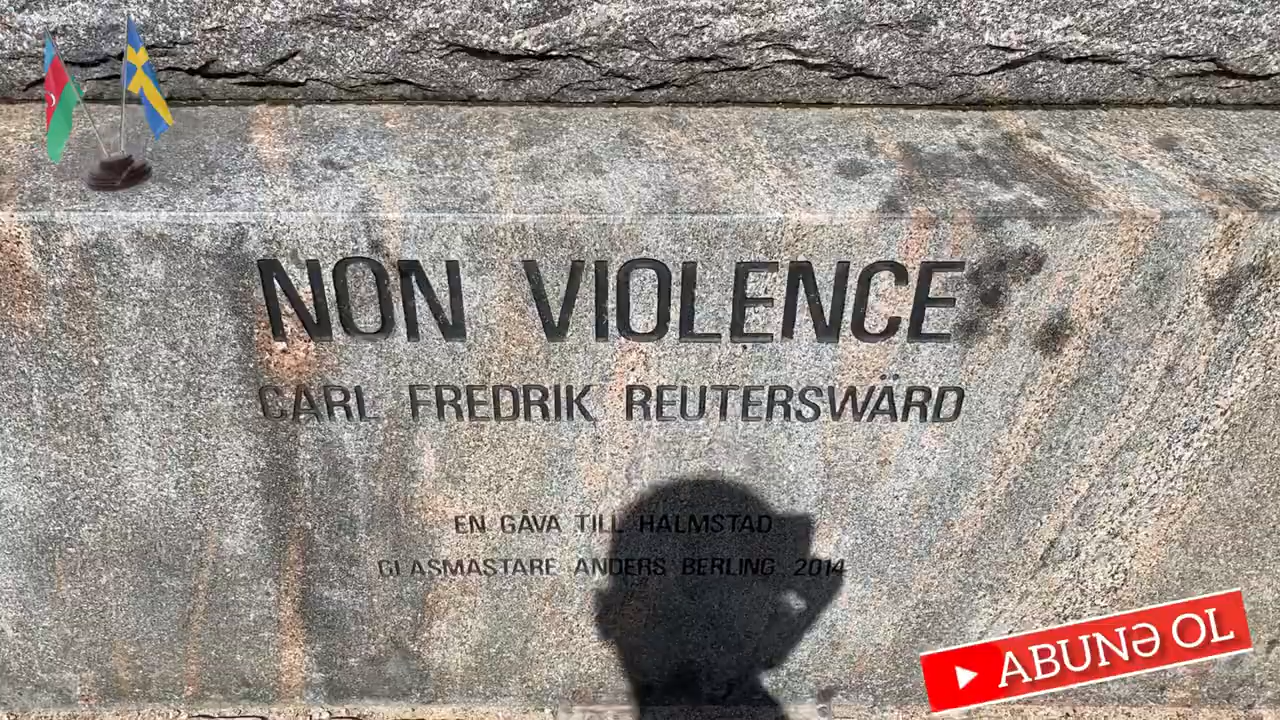 NON VIOLENCE
CARL FREDRIK REUTERSWÄRD
EN GÅVA TILL HALMSTAD
GLASMÄSTARE ANDERS BERLING 2014
ABUNƏ OL